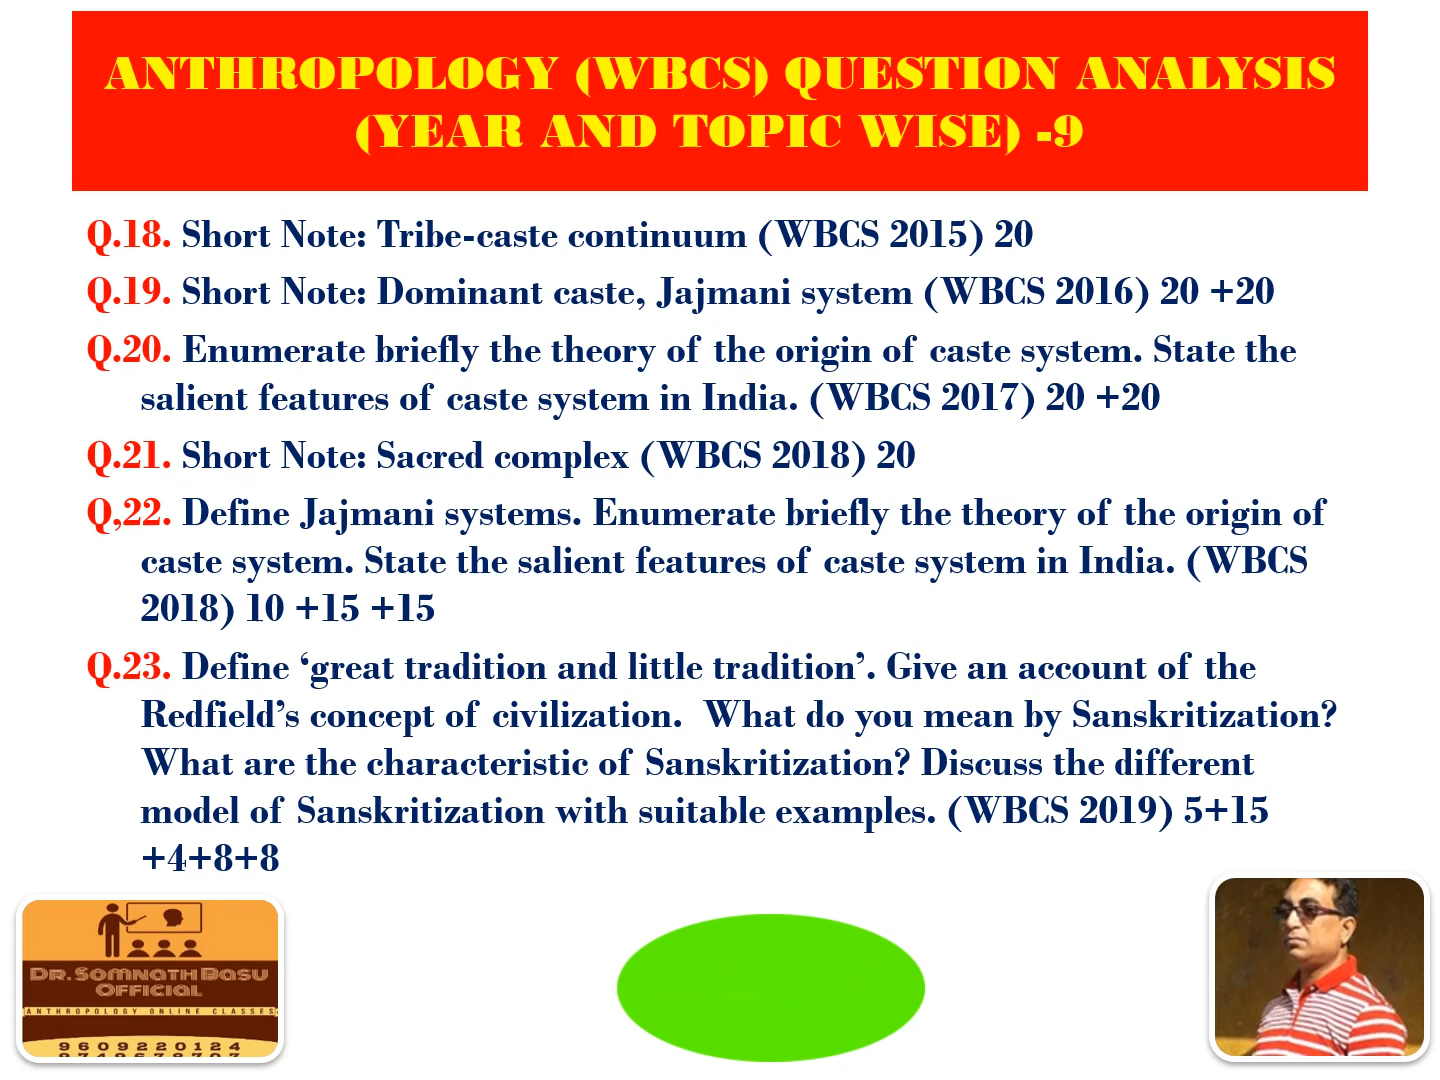 ANTHROPOLOGY (WBCS) QUESTION ANALYSIS
(YEAR AND TOPIC WISE) -9
Q.18. Short Note: Tribe-caste continuum (WBCS 2015) 20
Q.19. Short Note: Dominant caste, Jajmani system (WBCS 2016) 20 +20
Q.20. Enumerate briefly the theory of the origin of caste system. State the
salient features of caste system in India. (WBCS 2017) 20 +20
Q.21. Short Note: Sacred complex (WBCS 2018) 20
Q,22. Define Jajmani systems. Enumerate briefly the theory of the origin of
caste system. State the salient features of caste system in India. (WBCS
2018) 10 +15 +15
Q.23. Define ‘great tradition and little tradition’. Give an account of the
Redfield’s concept of civilization.  What do you mean by Sanskritization?
What are the characteristic of Sanskritization? Discuss the different
model of Sanskritization with suitable examples. (WBCS 2019) 5+15
+4+8+8
DR. SOMNATH BASU
OFFICIAL
ANTHROPOLOGY ONLINE CLASSES
9609220124